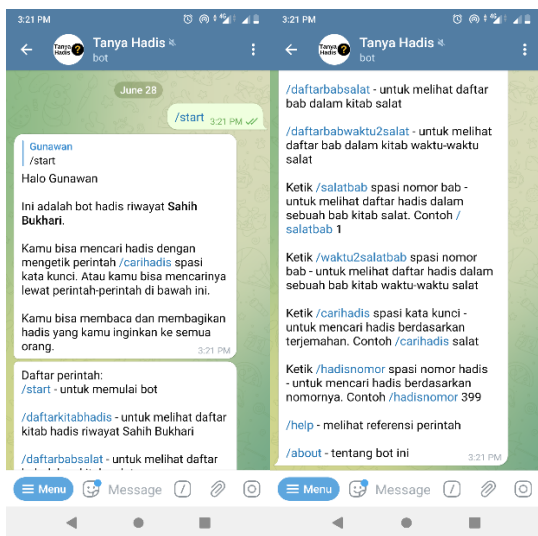 3:21 PM
4G
Tanya Hadis ?
Tanya Hadis
bot
June 28
/start 3:21 PM
Gunawan
/start
Halo Gunawan
Ini adalah bot hadis riwayat Sahih
Bukhari.
Kamu bisa mencari hadis dengan
mengetik perintah /carihadis spasi
kata kunci. Atau kamu bisa mencarinya
lewat perintah-perintah di bawah ini.
Kamu bisa membaca dan membagikan
hadis yang kamu inginkan ke semua
orang.
3:21 PM
Daftar perintah:
/start - untuk memulai bot
/daftarkitabhadis - untuk melihat daftar
kitab hadis riwayat Sahih Bukhari
/daftarbabsalat - untuk melihat daftar
Menu
Message
3:21 PM
4G
Tanya Hadis ?
Tanya Hadis
bot
/daftarbabsalat - untuk melihat daftar
bab dalam kitab salat
/daftarbabwaktu2salat - untuk melihat
daftar bab dalam kitab waktu-waktu
salat
Ketik /salatbab spasi nomor bab -
untuk melihat daftar hadis dalam
sebuah bab kitab salat. Contoh /
salatbab 1
Ketik /waktu2salatbab spasi nomor
bab - untuk melihat daftar hadis dalam
sebuah bab kitab waktu-waktu salat
Ketik /carihadis spasi kata kunci -
untuk mencari hadis berdasarkan
terjemahan. Contoh /carihadis salat
Ketik /hadisnomor spasi nomor hadis
- untuk mencari hadis berdasarkan
nomornya. Contoh /hadisnomor 399
/help - melihat referensi perintah
/about - tentang bot ini
3:21 PM
Menu
Message